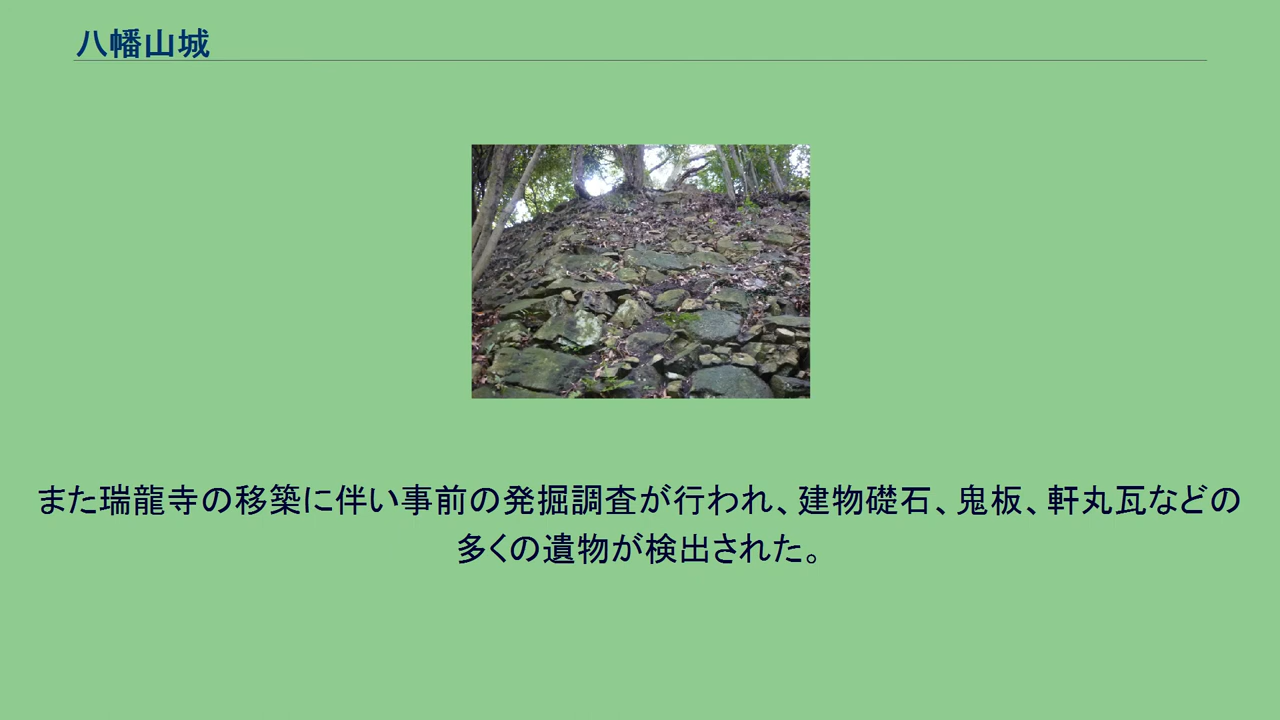 八幡山城
また瑞龍寺の移築に伴い事前の発掘調査が行われ、建物礎石、鬼板、軒丸瓦などの
多くの遺物が検出された。